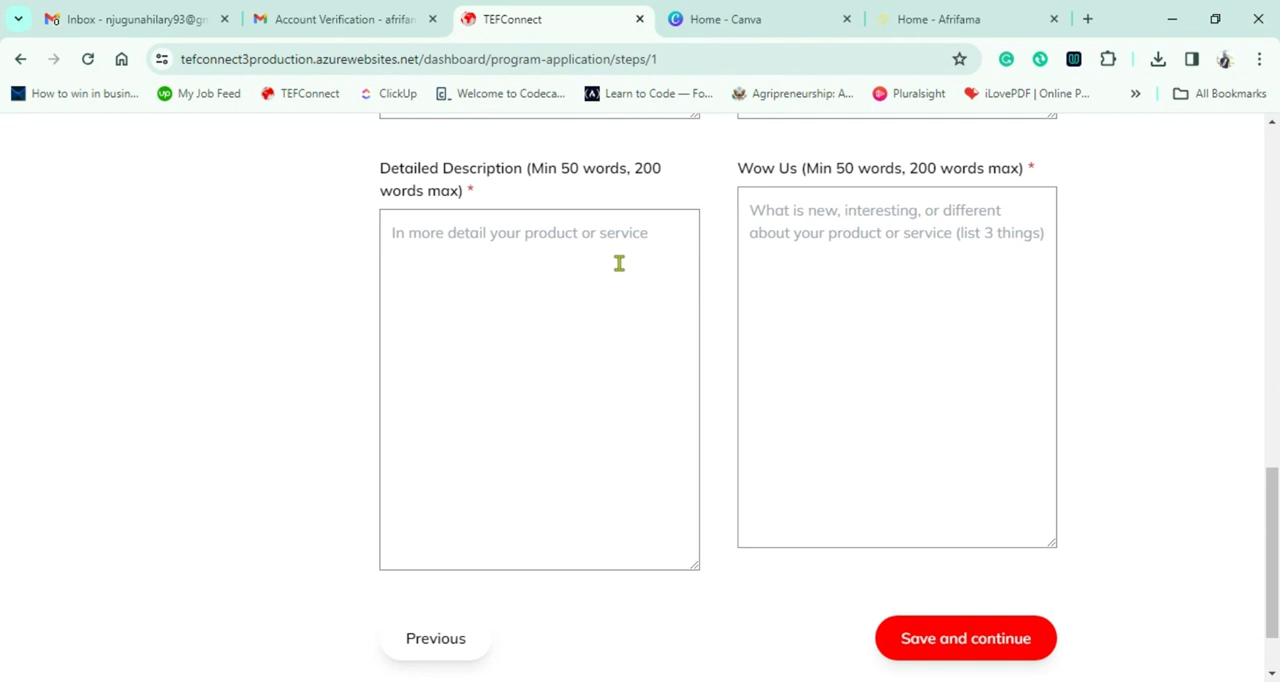 Inbox - njugunahilary93@gm
Account Verification - afrifan
TEFConnect
Home - Canva
Home - Afrifama
tefconnect3production.azurewebsites.net/dashboard/program-application/steps/1
How to win in busin...
My Job Feed
TEFConnect
ClickUp
Welcome to Codeca...
Learn to Code — Fo...
Agripreneurship: A...
Pluralsight
iLovePDF | Online P...
All Bookmarks
Detailed Description (Min 50 words, 200
words max) *
In more detail your product or service
Wow Us (Min 50 words, 200 words max) *
What is new, interesting, or different
about your product or service (list 3 things)
Previous
Save and continue